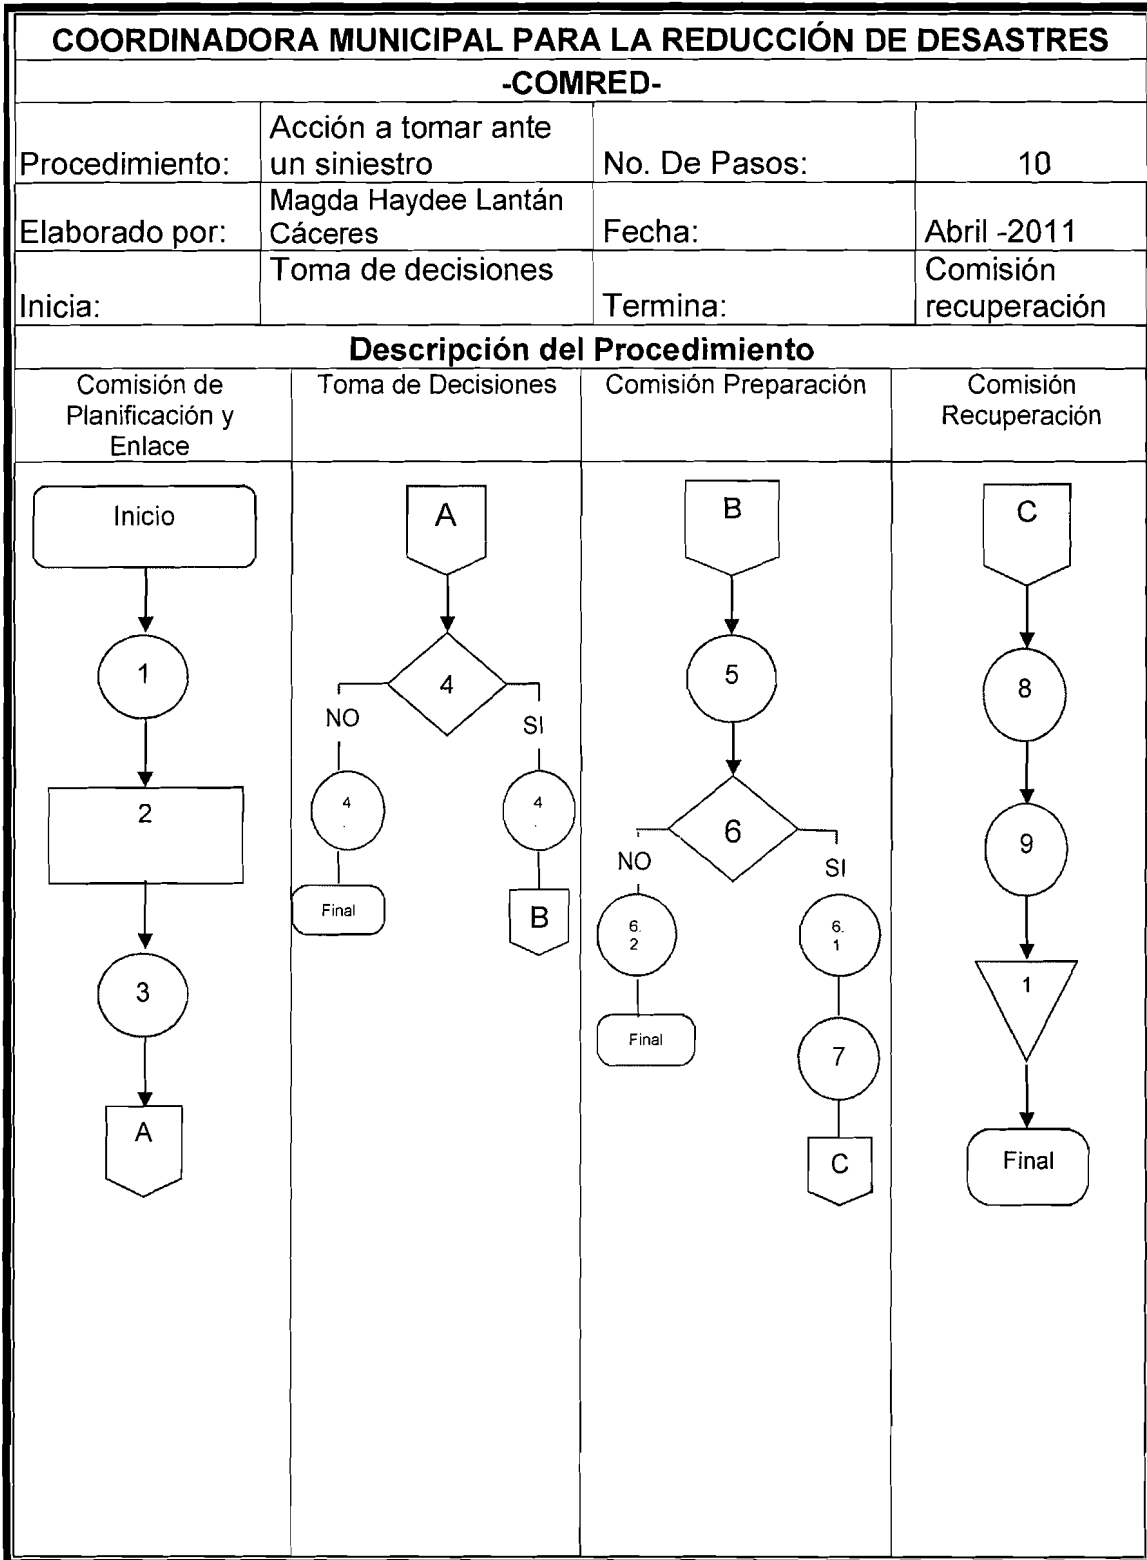 COORDINADORA MUNICIPAL PARA LA REDUCCIÓN DE DESASTRES
-COMRED-
Procedimiento:
Acción a tomar ante
un siniestro
No. De Pasos:
10
Elaborado por:
Magda Haydee Lantán
Cáceres
Fecha:
Abril -2011
Inicia:
Toma de decisiones
Termina:
Comisión
recuperación
Descripción del Procedimiento
Comisión de
Planificación y
Enlace
Toma de Decisiones
Comisión Preparación
Comisión
Recuperación
Inicio
1
2
3
A
A
4
NO
SI
4
.
4
.
Final
B
B
5
6
NO
SI
6.
2
6.
1
Final
7
C
C
8
9
1
Final